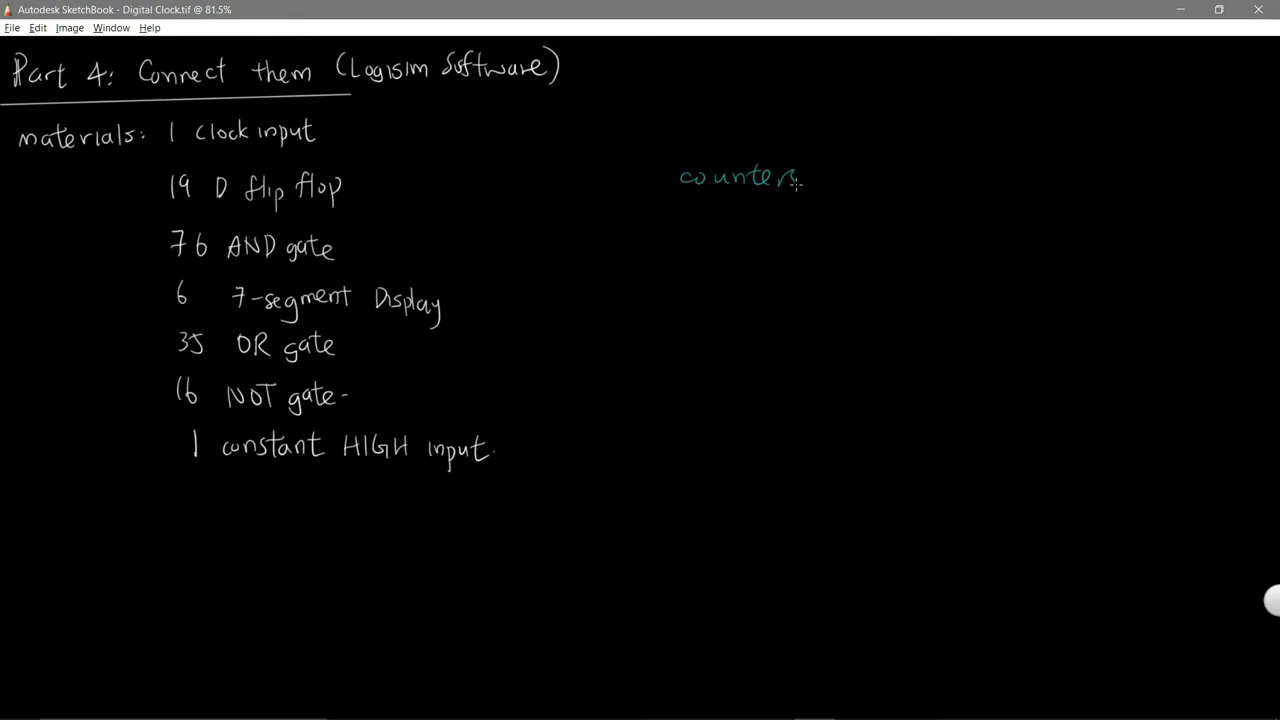 Autodesk SketchBook - Digital Clock.tif @ 81.5%
File Edit Image Window Help
Part 4: Connect them (Logisim Software)
materials: 1 clock input
19 D flip flop
counter
76 AND gate
6 7-segment Display
35 OR gate
16 NOT gate-
1 constant HIGH input.